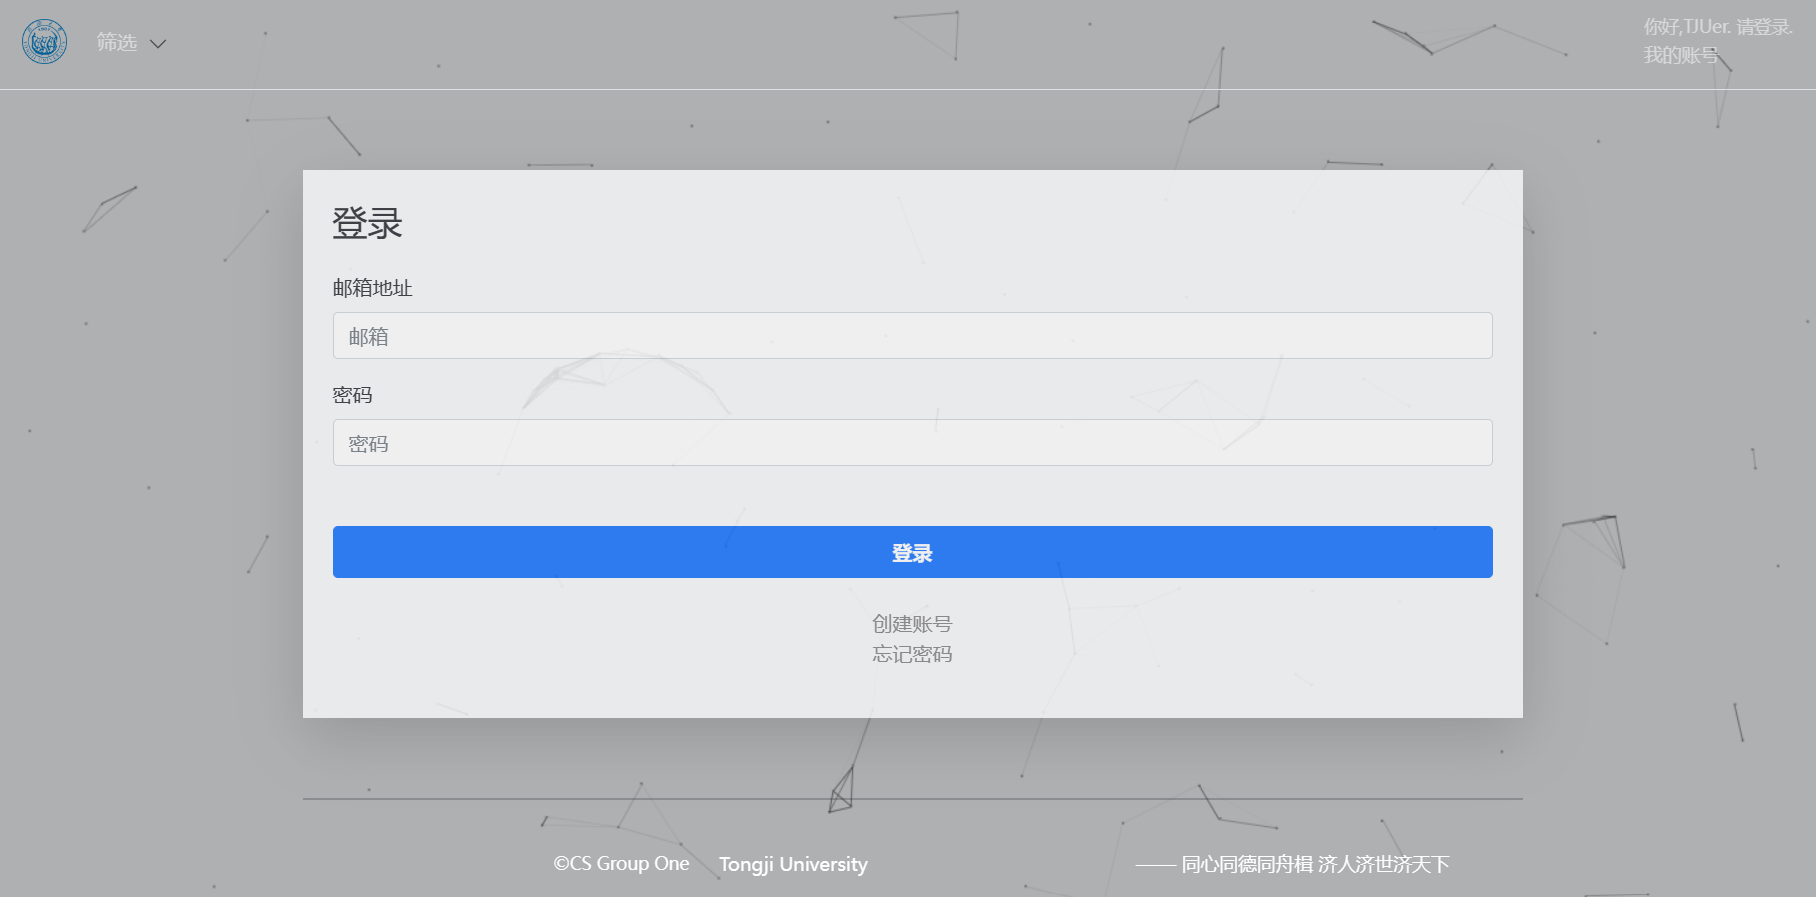 筛选
你好,TJUer. 请登录.
我的账号
登录
邮箱地址
邮箱
密码
密码
登录
创建账号
忘记密码
©CS Group One Tongji University —— 同心同德同舟楫 济人济世济天下